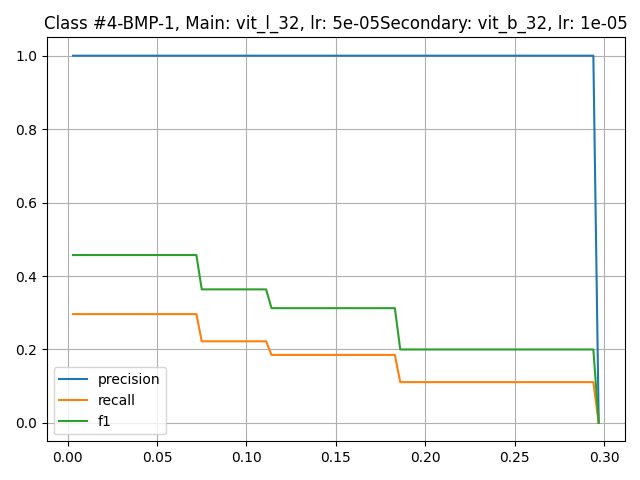 Class #4-BMP-1, Main: vit_l_32, lr: 5e-05Secondary: vit_b_32, lr: 1e-05
1.0
0.8
0.6
0.4
0.2
0.0
precision
recall
f1
0.00 0.05 0.10 0.15 0.20 0.25 0.30